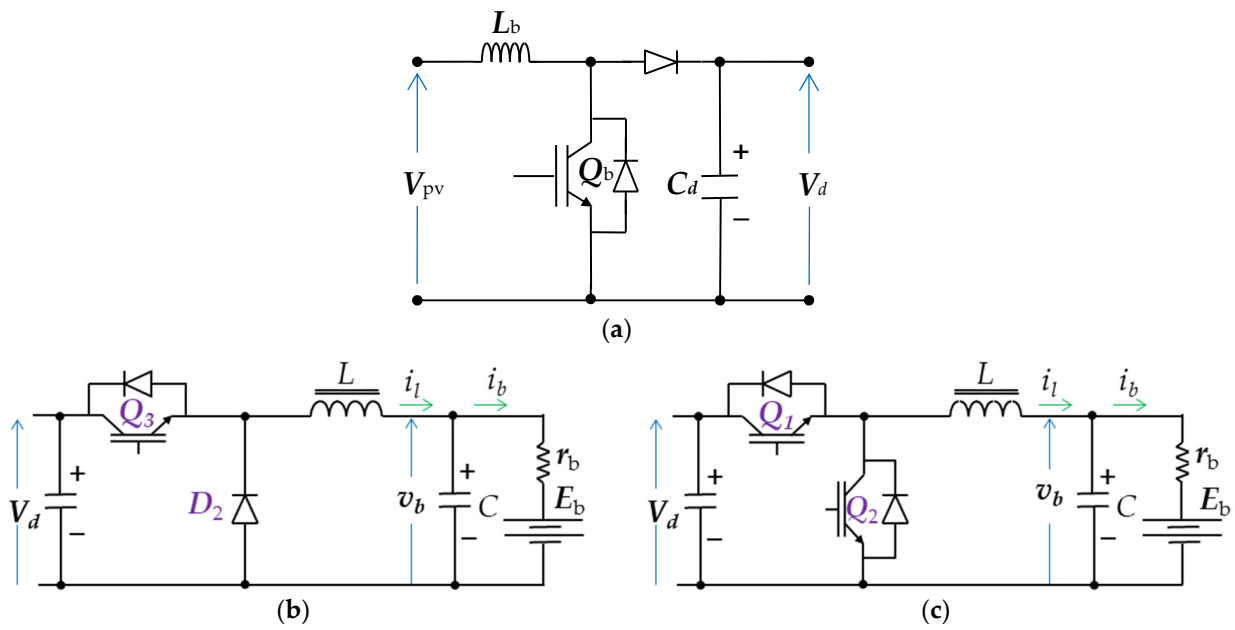 Lb
Vpv
Qb
Cd
+
−
Vd
(a)
Vd
+
−
Q3
D2
L
il
ib
vb
+
−
C
rb
Eb
(b)
Vd
+
−
Q1
Q2
L
il
ib
vb
+
−
C
rb
Eb
(c)